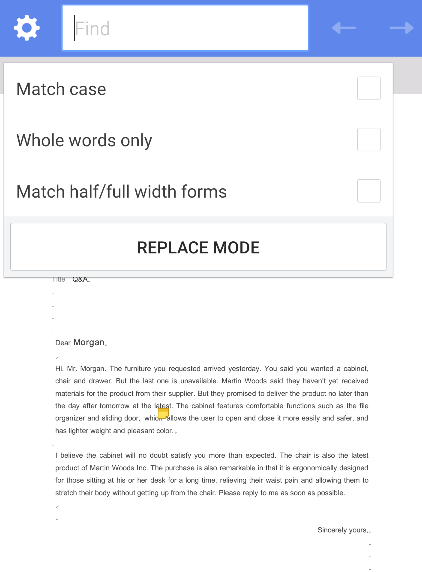 Find
Match case
Whole words only
Match half/full width forms
REPLACE MODE
Title Q&A.
Dear Morgan,
Hi. Mr. Morgan. The furniture you requested arrived yesterday. You said you wanted a cabinet,
chair and drawer. But the last one is unavailable. Martin Woods said they haven't yet received
materials for the product from their supplier. But they promised to deliver the product no later than
the day after tomorrow at the latest. The cabinet features comfortable functions such as the file
organizer and sliding door, which allows the user to open and close it more easily and safer, and
has lighter weight and pleasant color.
I believe the cabinet will no doubt satisfy you more than expected. The chair is also the latest
product of Martin Woods Inc. The purchase is also remarkable in that it is ergonomically designed
for those sitting at his or her desk for a long time, relieving their waist pain and allowing them to
stretch their body without getting up from the chair. Please reply to me as soon as possible.
Sincerely yours,